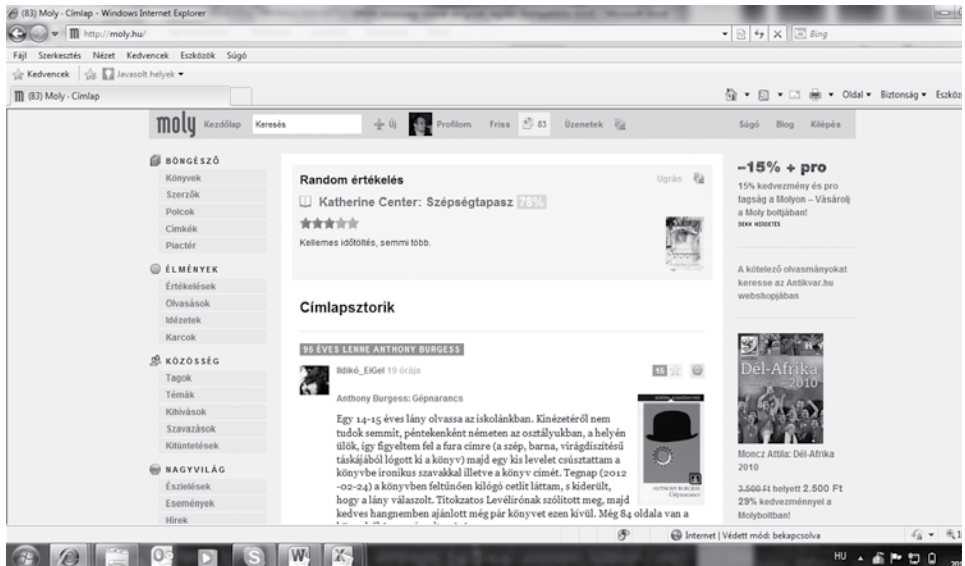 (83) Moly - Címlap - Windows Internet Explorer
http://moly.hu/
Bing
Fájl Szerkesztés Nézet Kedvencek Eszközök Súgó
Kedvencek Javasolt helyek
(83) Moly - Címlap
Oldal Biztonság Eszköz
moly Kezdőlap Keresés Új Profilom Friss 83 Üzenetek Súgó Blog Kilépés
BÖNGÉSZŐ
Könyvek
Szerzők
Polcok
Címkék
Piactér
ÉLMÉNYEK
Értékelések
Olvasások
Idézetek
Karcok
KÖZÖSSÉG
Tagok
Témák
Kihívások
Szavazások
Kitüntetések
NAGYVILÁG
Észlelések
Események
Hírek
Random értékelés
Ugrás
Katherine Center: Szépségtapasz 78%
Kellemes időtöltés, semmi több.
Címlapsztorik
95 ÉVES LENNE ANTHONY BURGESS
Ildikó_EiGel 19 órája
15
Anthony Burgess: Gépnarancs
Egy 14-15 éves lány olvassa az iskolánkban. Kinézetéről nem
tudok semmit, péntekenként németen az osztályukban, a helyén
ülök, így figyeltem fel a fura címre (a szép, barna, virágdíszítésű
táskájából lógott ki a könyv) majd egy kis levelet csúsztattam a
könyvbe ironikus szavakkal illetve a könyv címét. Tegnap (2012
-02-24) a könyvben feltűnően kilógó cetlit láttam, s kiderült,
hogy a lány válaszolt. Titokzatos Levélírónak szólított meg, majd
kedves hangnemben ajánlott még pár könyvet ezen kívül. Még 84 oldala van a
ANTHONY BURGESS
Gépnarancs
–15% + pro
15% kedvezmény és pro
tagság a Molyon – Vásárolj
a Moly boltjában!
DENK HIRDETÉS
A kötelező olvasmányokat
keresse az Antikvar.hu
webshopjában
Dél-Afrika
2010
Moncz Attila: Dél-Afrika
2010
3.500 Ft helyett 2.500 Ft
29% kedvezménnyel a
Molyboltban!
Internet | Védett mód: bekapcsolva
HU